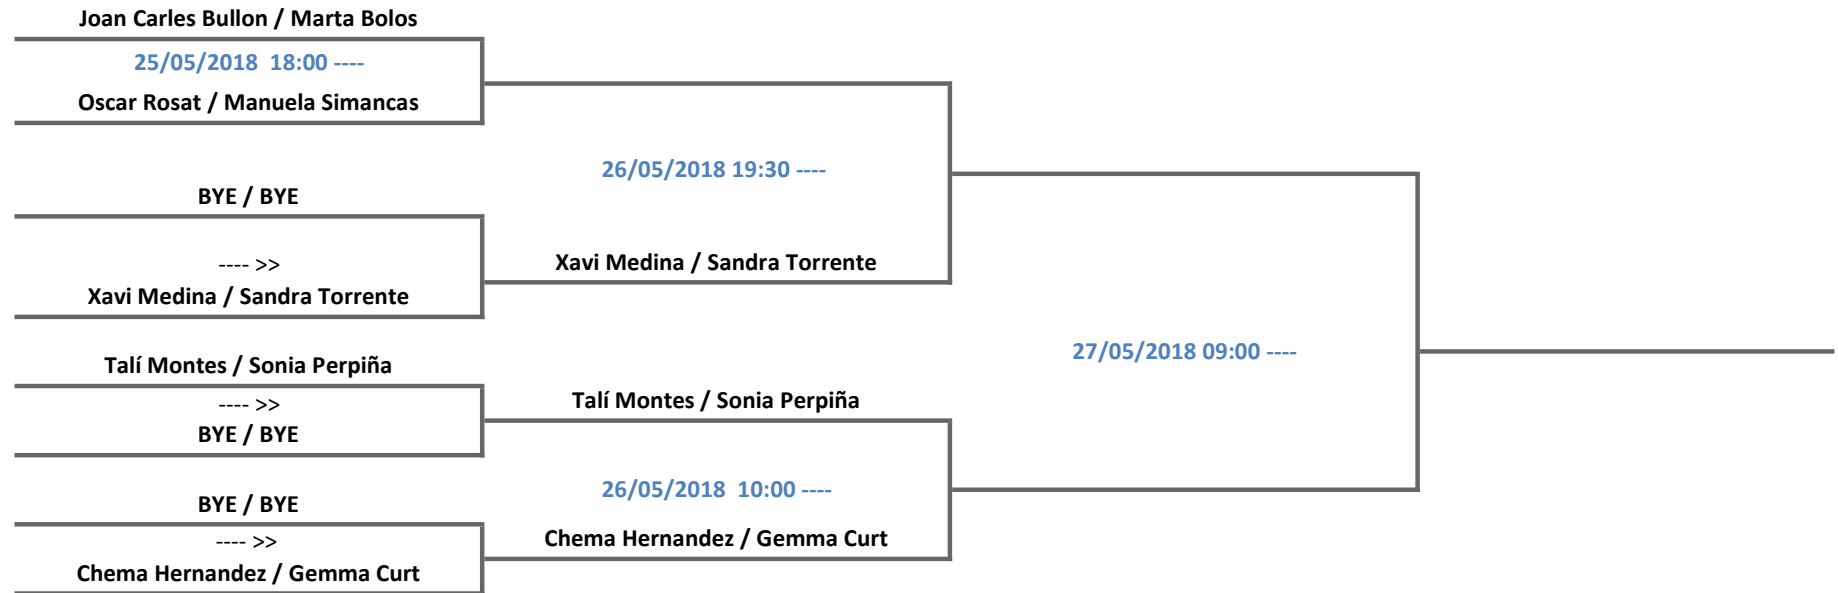 Joan Carles Bullon / Marta Bolos
25/05/2018 18:00 ----
Oscar Rosat / Manuela Simancas
26/05/2018 19:30 ----
BYE / BYE
---- >>
Xavi Medina / Sandra Torrente
Xavi Medina / Sandra Torrente
27/05/2018 09:00 ----
Talí Montes / Sonia Perpiña
---- >>
Talí Montes / Sonia Perpiña
BYE / BYE
26/05/2018 10:00 ----
BYE / BYE
---- >>
Chema Hernandez / Gemma Curt
Chema Hernandez / Gemma Curt